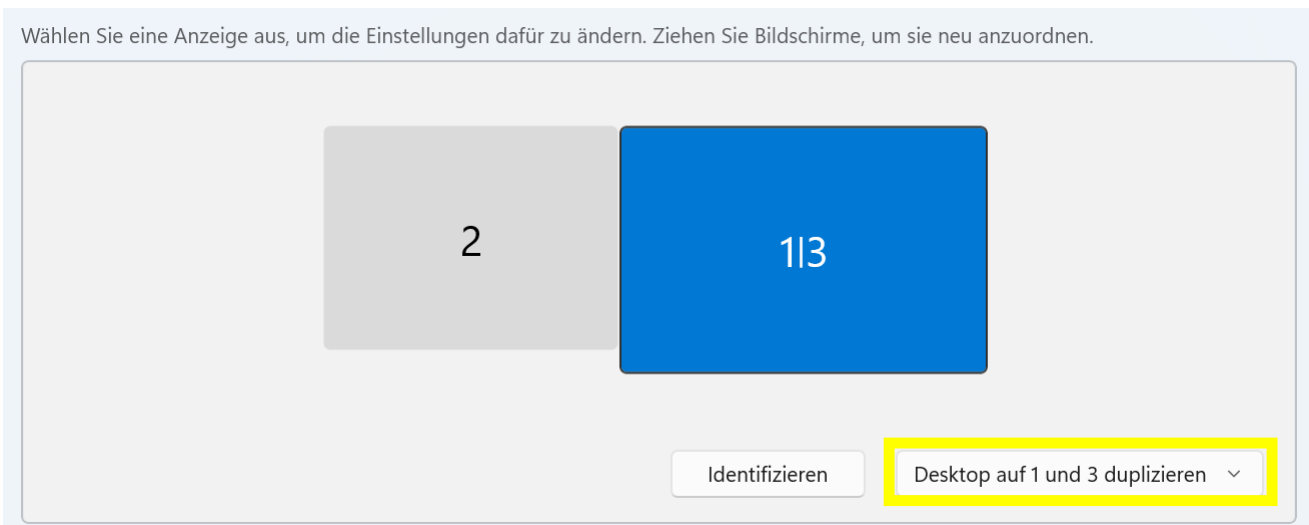 Wählen Sie eine Anzeige aus, um die Einstellungen dafür zu ändern. Ziehen Sie Bildschirme, um sie neu anzuordnen.
2
1|3
Identifizieren
Desktop auf 1 und 3 duplizieren